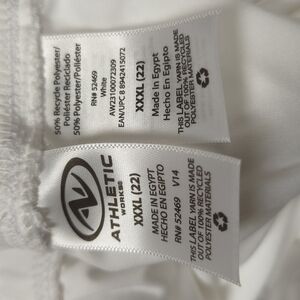 50% Recycle Polyester/
Poliéster Reciclado
50% Polyester/Poliéster
RN# 52469
White
AW23100072309
EAN/UPC 8 8942415072
XXXL (22)
Made in Egypt
Hecho En Egipto
THIS LABEL YARN IS MADE
OUT OF 100% RECYCLED
POLYESTER MATERIALS
ATHLETIC
WORKS®
XXXL (22)
MADE IN EGYPT
HECHO EN EGIPTO
RN# 52469 V14
THIS LABEL YARN IS MADE
OUT OF 100% RECYCLED
POLYESTER MATERIALS